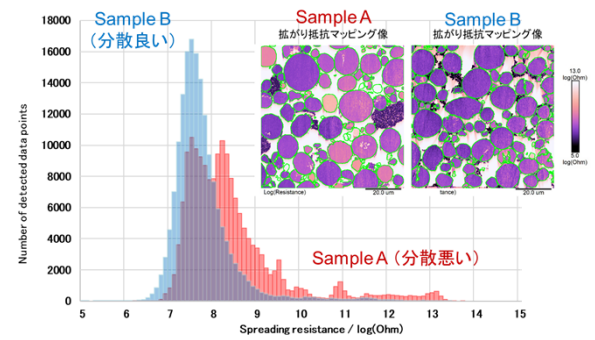 Sample B
（分散良い）
Sample A
拡がり抵抗マッピング像
Sample B
拡がり抵抗マッピング像
13.0
log(Ohm)
5.0
log(Ohm)
Log(Resistance)
20.0 um
tance)
20.0 um
Sample A （分散悪い）
Number of detected data points
18000
16000
14000
12000
10000
8000
6000
4000
2000
0
5 6 7 8 9 10 11 12 13 14 15
Spreading resistance / log(Ohm)